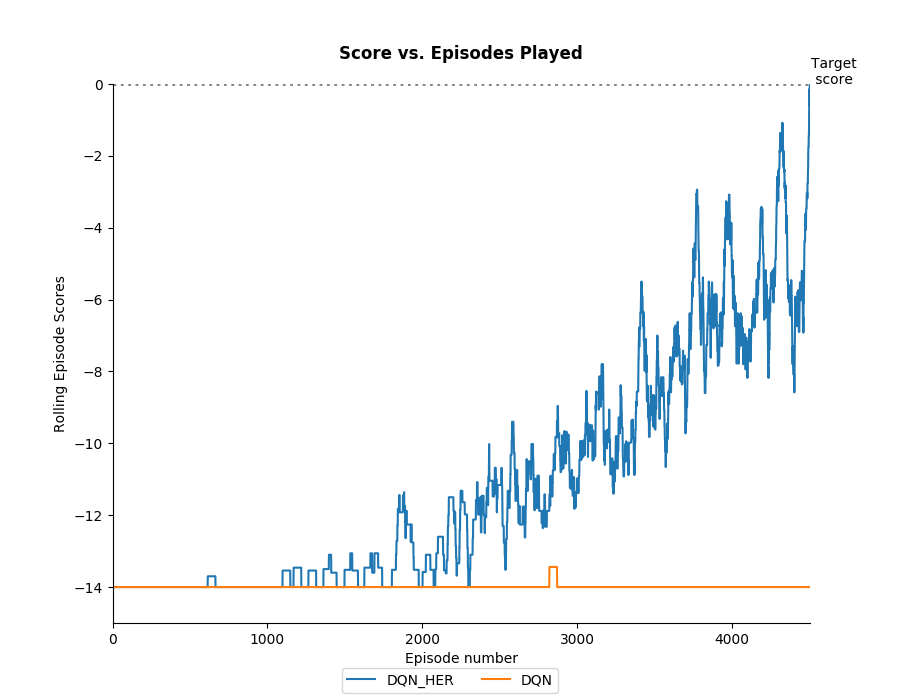 Score vs. Episodes Played
Target
score
0
−2
−4
−6
−8
−10
−12
−14
Rolling Episode Scores
0 1000 2000 3000 4000
Episode number
DQN_HER DQN